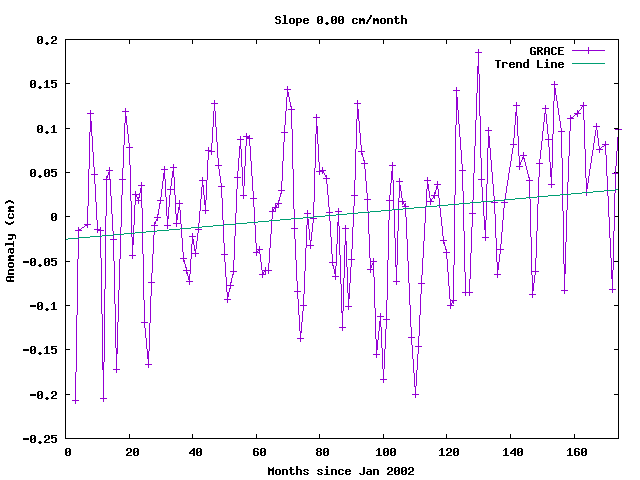 Slope 0.00 cm/month
GRACE
Trend Line
0.2
0.15
0.1
0.05
0
-0.05
-0.1
-0.15
-0.2
-0.25
Anomaly (cm)
0 20 40 60 80 100 120 140 160
Months since Jan 2002